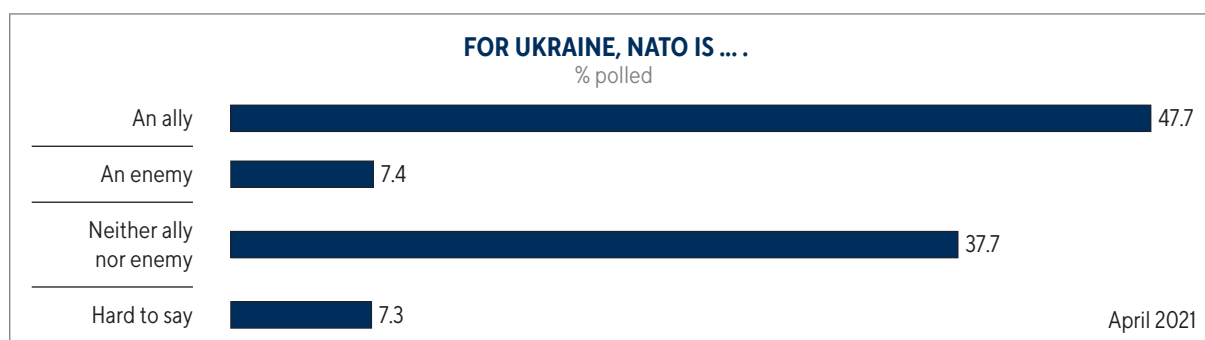 FOR UKRAINE, NATO IS ... .
% polled
An ally 47.7
An enemy 7.4
Neither ally
nor enemy 37.7
Hard to say 7.3
April 2021